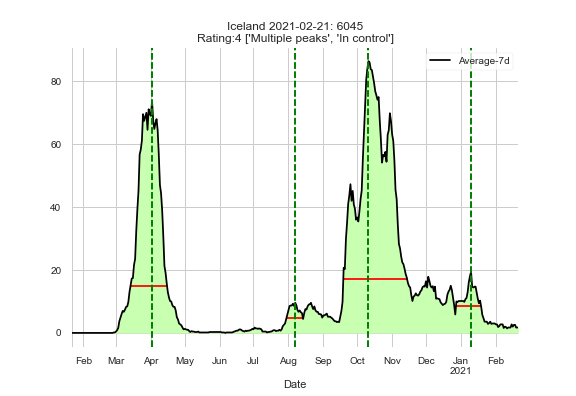 Iceland 2021-02-21: 6045
Rating:4 ['Multiple peaks', 'In control']
Average-7d
80
60
40
20
0
Feb Mar Apr May Jun Jul Aug Sep Oct Nov Dec Jan Feb
2021
Date